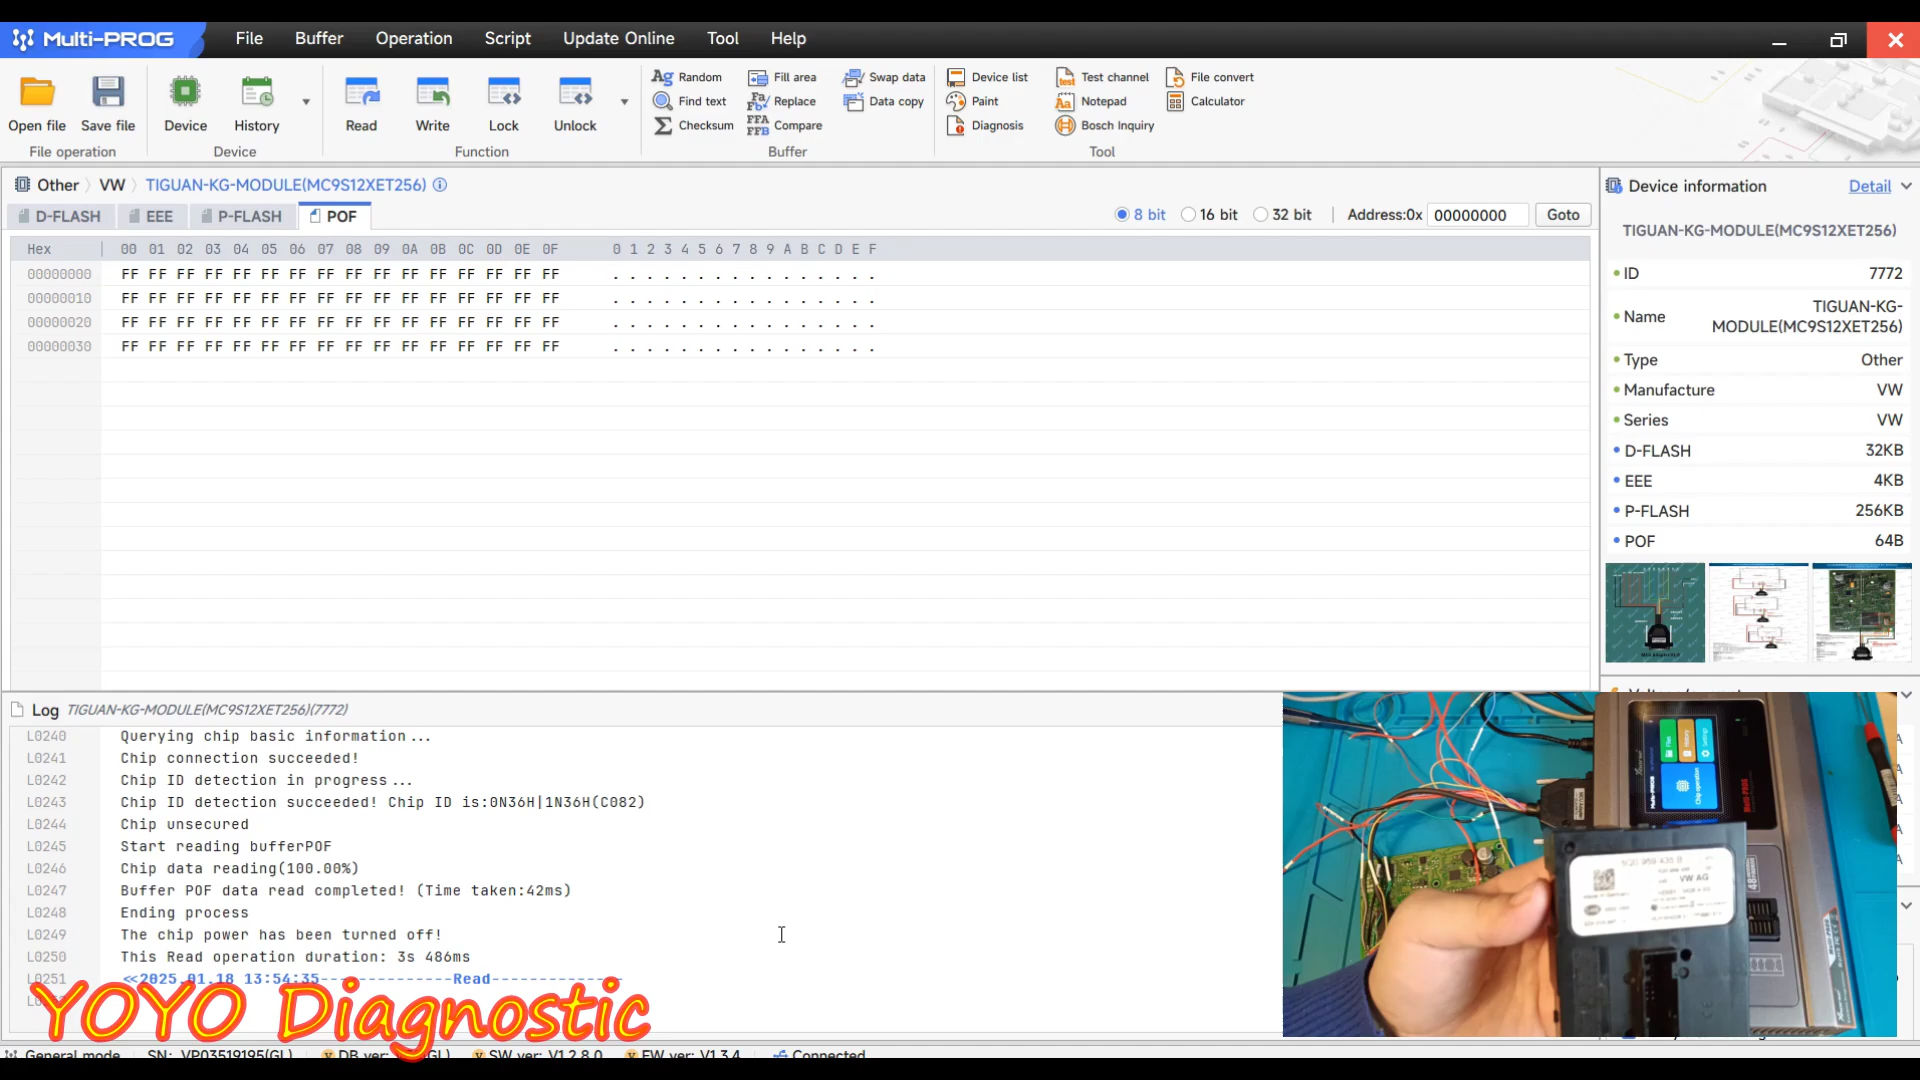 Multi-PROG File Buffer Operation Script Update Online Tool Help
Open file Save file Device History Read Write Lock Unlock
Random Fill area Swap data Device list Test channel File convert
Find text Replace Data copy Paint Notepad Calculator
Checksum Compare Diagnosis Bosch Inquiry
File operation Device Function Buffer Tool
Other VW TIGUAN-KG-MODULE(MC9S12XET256)
D-FLASH EEE P-FLASH POF 8 bit 16 bit 32 bit Address:0x 00000000 Goto
Hex 00 01 02 03 04 05 06 07 08 09 0A 0B 0C 0D 0E 0F 0 1 2 3 4 5 6 7 8 9 A B C D E F
00000000 FF FF FF FF FF FF FF FF FF FF FF FF FF FF FF FF . . . . . . . . . . . . . . . .
00000010 FF FF FF FF FF FF FF FF FF FF FF FF FF FF FF FF . . . . . . . . . . . . . . . .
00000020 FF FF FF FF FF FF FF FF FF FF FF FF FF FF FF FF . . . . . . . . . . . . . . . .
00000030 FF FF FF FF FF FF FF FF FF FF FF FF FF FF FF FF . . . . . . . . . . . . . . . .
Device information Detail
TIGUAN-KG-MODULE(MC9S12XET256)
ID 7772
Name TIGUAN-KG-
MODULE(MC9S12XET256)
Type Other
Manufacture VW
Series VW
D-FLASH 32KB
EEE 4KB
P-FLASH 256KB
POF 64B
Log TIGUAN-KG-MODULE(MC9S12XET256)(7772)
L0240 Querying chip basic information...
L0241 Chip connection succeeded!
L0242 Chip ID detection in progress...
L0243 Chip ID detection succeeded! Chip ID is:0N36H|1N36H(C082)
L0244 Chip unsecured
L0245 Start reading bufferPOF
L0246 Chip data reading(100.00%)
L0247 Buffer POF data read completed! (Time taken:42ms)
L0248 Ending process
L0249 The chip power has been turned off!
L0250 This Read operation duration: 3s 486ms
L0251 <<2025.01.18 13:54:35--------------Read--------------
YOYO Diagnostic
General mode SN: VP03519195(GL) DB ver: SW ver: V1.2.8.0 FW ver: V1.3.4 Connected
Files History Settings
Chip operation
Multi-PROG
5Q0 959 435 B
VW AG